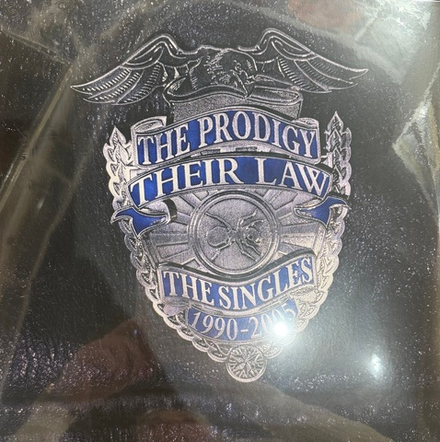 THE PRODIGY
THEIR LAW
THE SINGLES
1990-2005